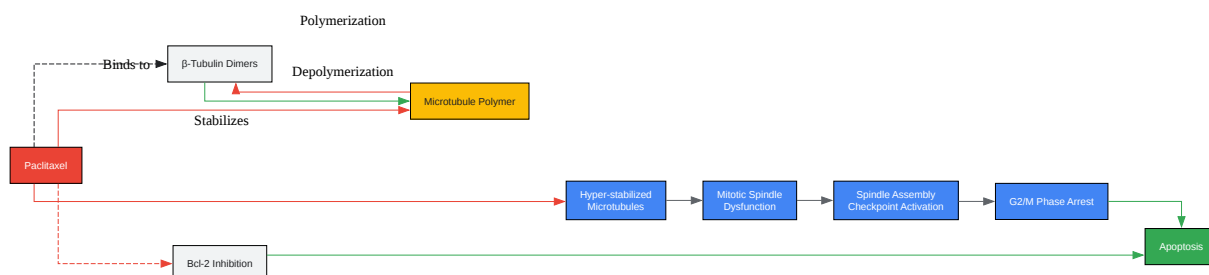 Polymerization
Binds to
β-Tubulin Dimers
Depolymerization
Microtubule Polymer
Stabilizes
Paclitaxel
Hyper-stabilized
Microtubules
Mitotic Spindle
Dysfunction
Spindle Assembly
Checkpoint Activation
G2/M Phase Arrest
Apoptosis
Bcl-2 Inhibition